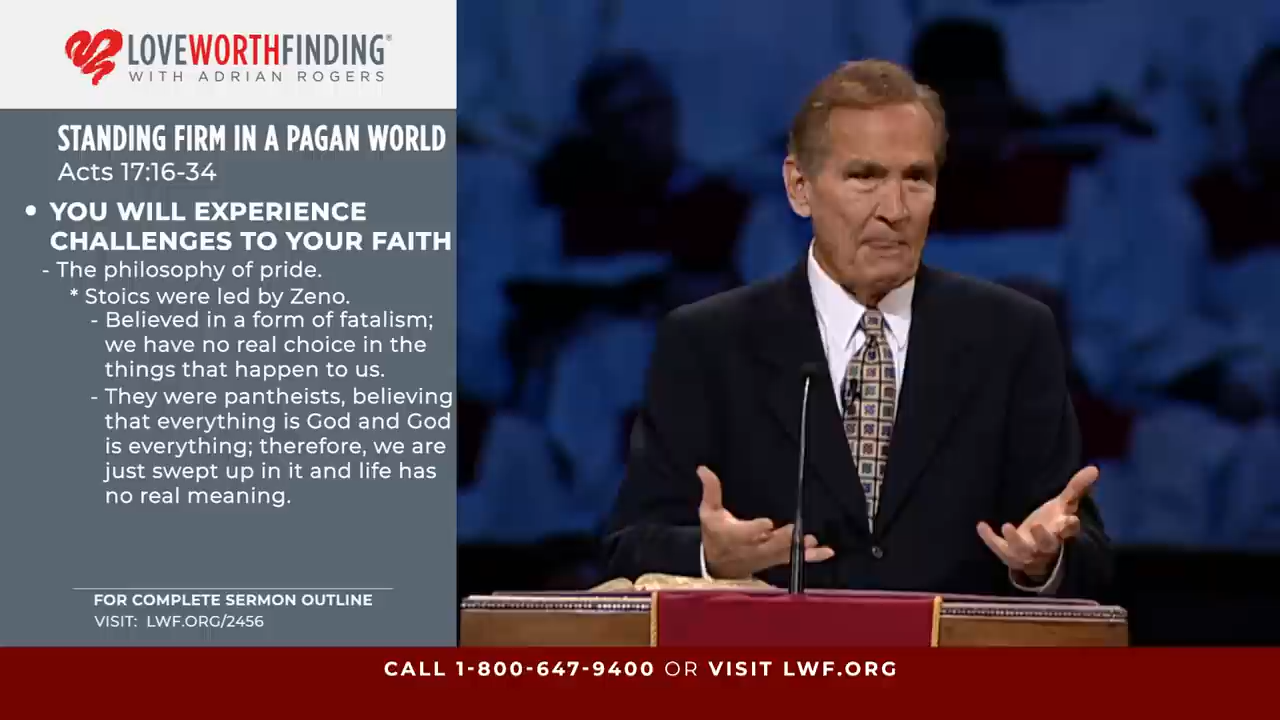 LOVEWORTHFINDING®
WITH ADRIAN ROGERS
STANDING FIRM IN A PAGAN WORLD
Acts 17:16-34
• YOU WILL EXPERIENCE
CHALLENGES TO YOUR FAITH
- The philosophy of pride.
* Stoics were led by Zeno.
- Believed in a form of fatalism;
we have no real choice in the
things that happen to us.
- They were pantheists, believing
that everything is God and God
is everything; therefore, we are
just swept up in it and life has
no real meaning.
FOR COMPLETE SERMON OUTLINE
VISIT: LWF.ORG/2456
CALL 1-800-647-9400 OR VISIT LWF.ORG